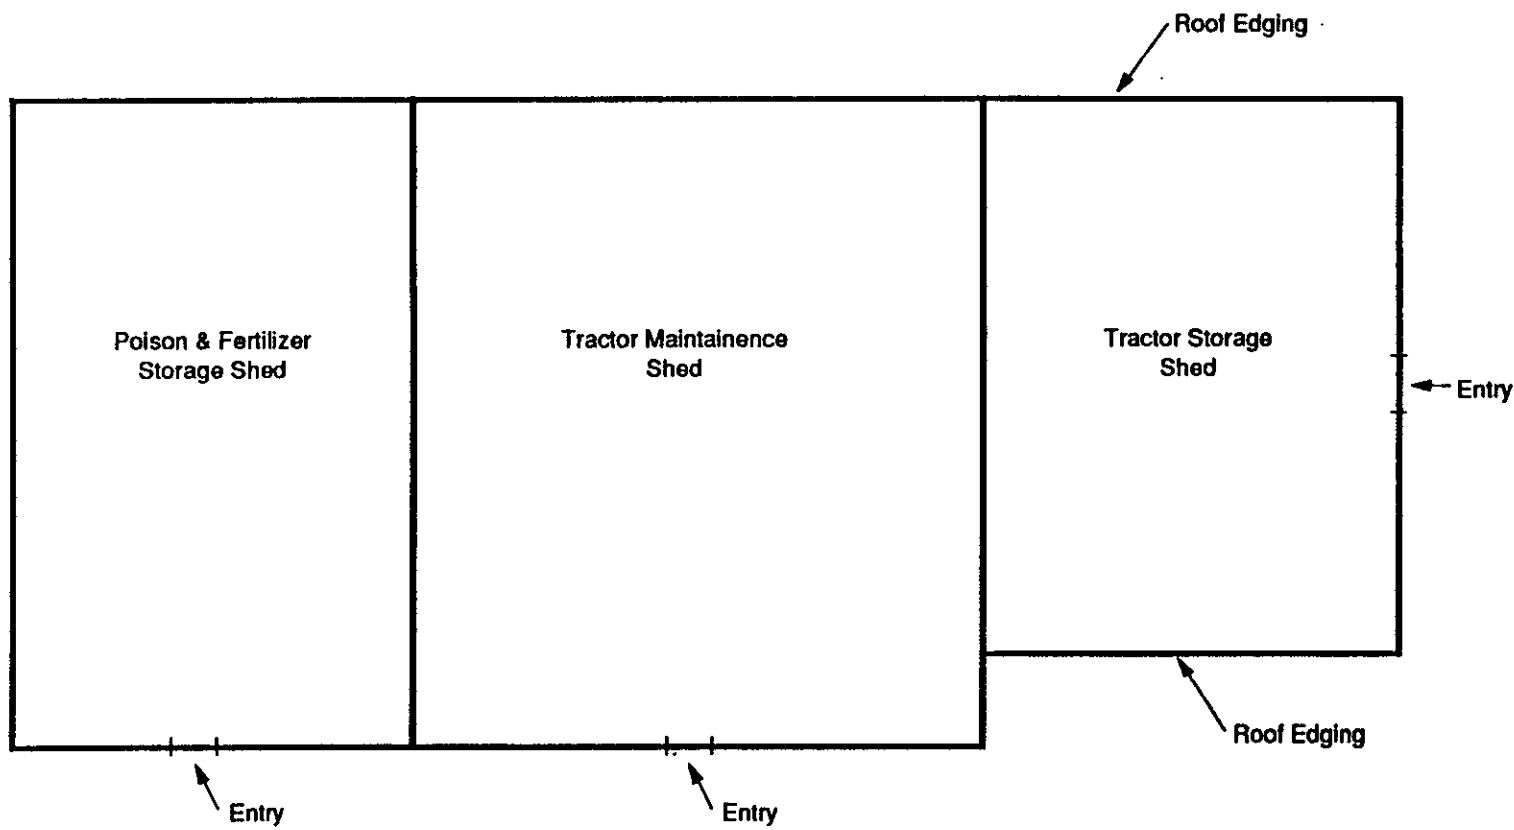 Roof Edging
Poison & Fertilizer
Storage Shed
Tractor Maintainence
Shed
Tractor Storage
Shed
Entry
Roof Edging
Entry
Entry